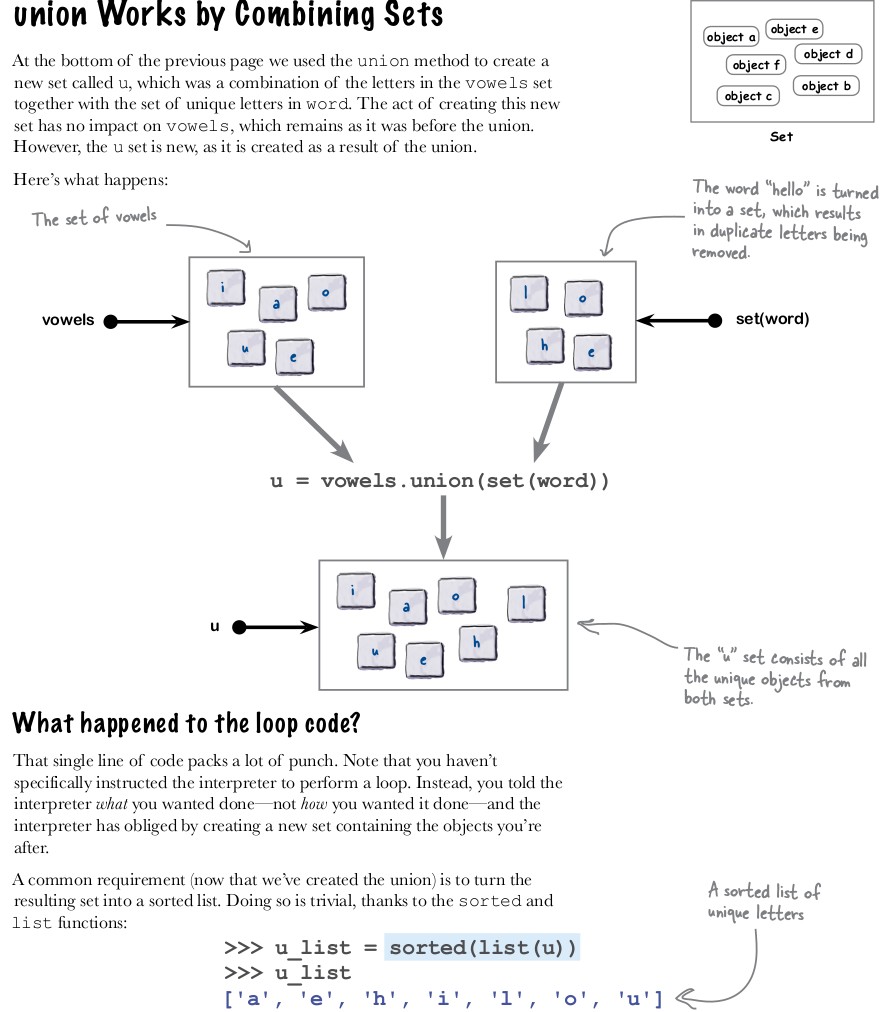 union Works by Combining Sets
At the bottom of the previous page we used the union method to create a
new set called u, which was a combination of the letters in the vowels set
together with the set of unique letters in word. The act of creating this new
set has no impact on vowels, which remains as it was before the union.
However, the u set is new, as it is created as a result of the union.
object a
object e
object f
object d
object c
object b
Set
Here's what happens:
The set of vowels
The word "hello" is turned
into a set, which results
in duplicate letters being
removed.
vowels
i
a
o
u
e
l
o
h
e
set(word)
u = vowels.union(set(word))
u
i
a
o
l
u
e
h
The "u" set consists of all
the unique objects from
both sets.
What happened to the loop code?
That single line of code packs a lot of punch. Note that you haven't
specifically instructed the interpreter to perform a loop. Instead, you told the
interpreter what you wanted done—not how you wanted it done—and the
interpreter has obliged by creating a new set containing the objects you're
after.
A common requirement (now that we've created the union) is to turn the
resulting set into a sorted list. Doing so is trivial, thanks to the sorted and
list functions:
A sorted list of
unique letters
>>> u_list = sorted(list(u))
>>> u_list
['a', 'e', 'h', 'i', 'l', 'o', 'u']